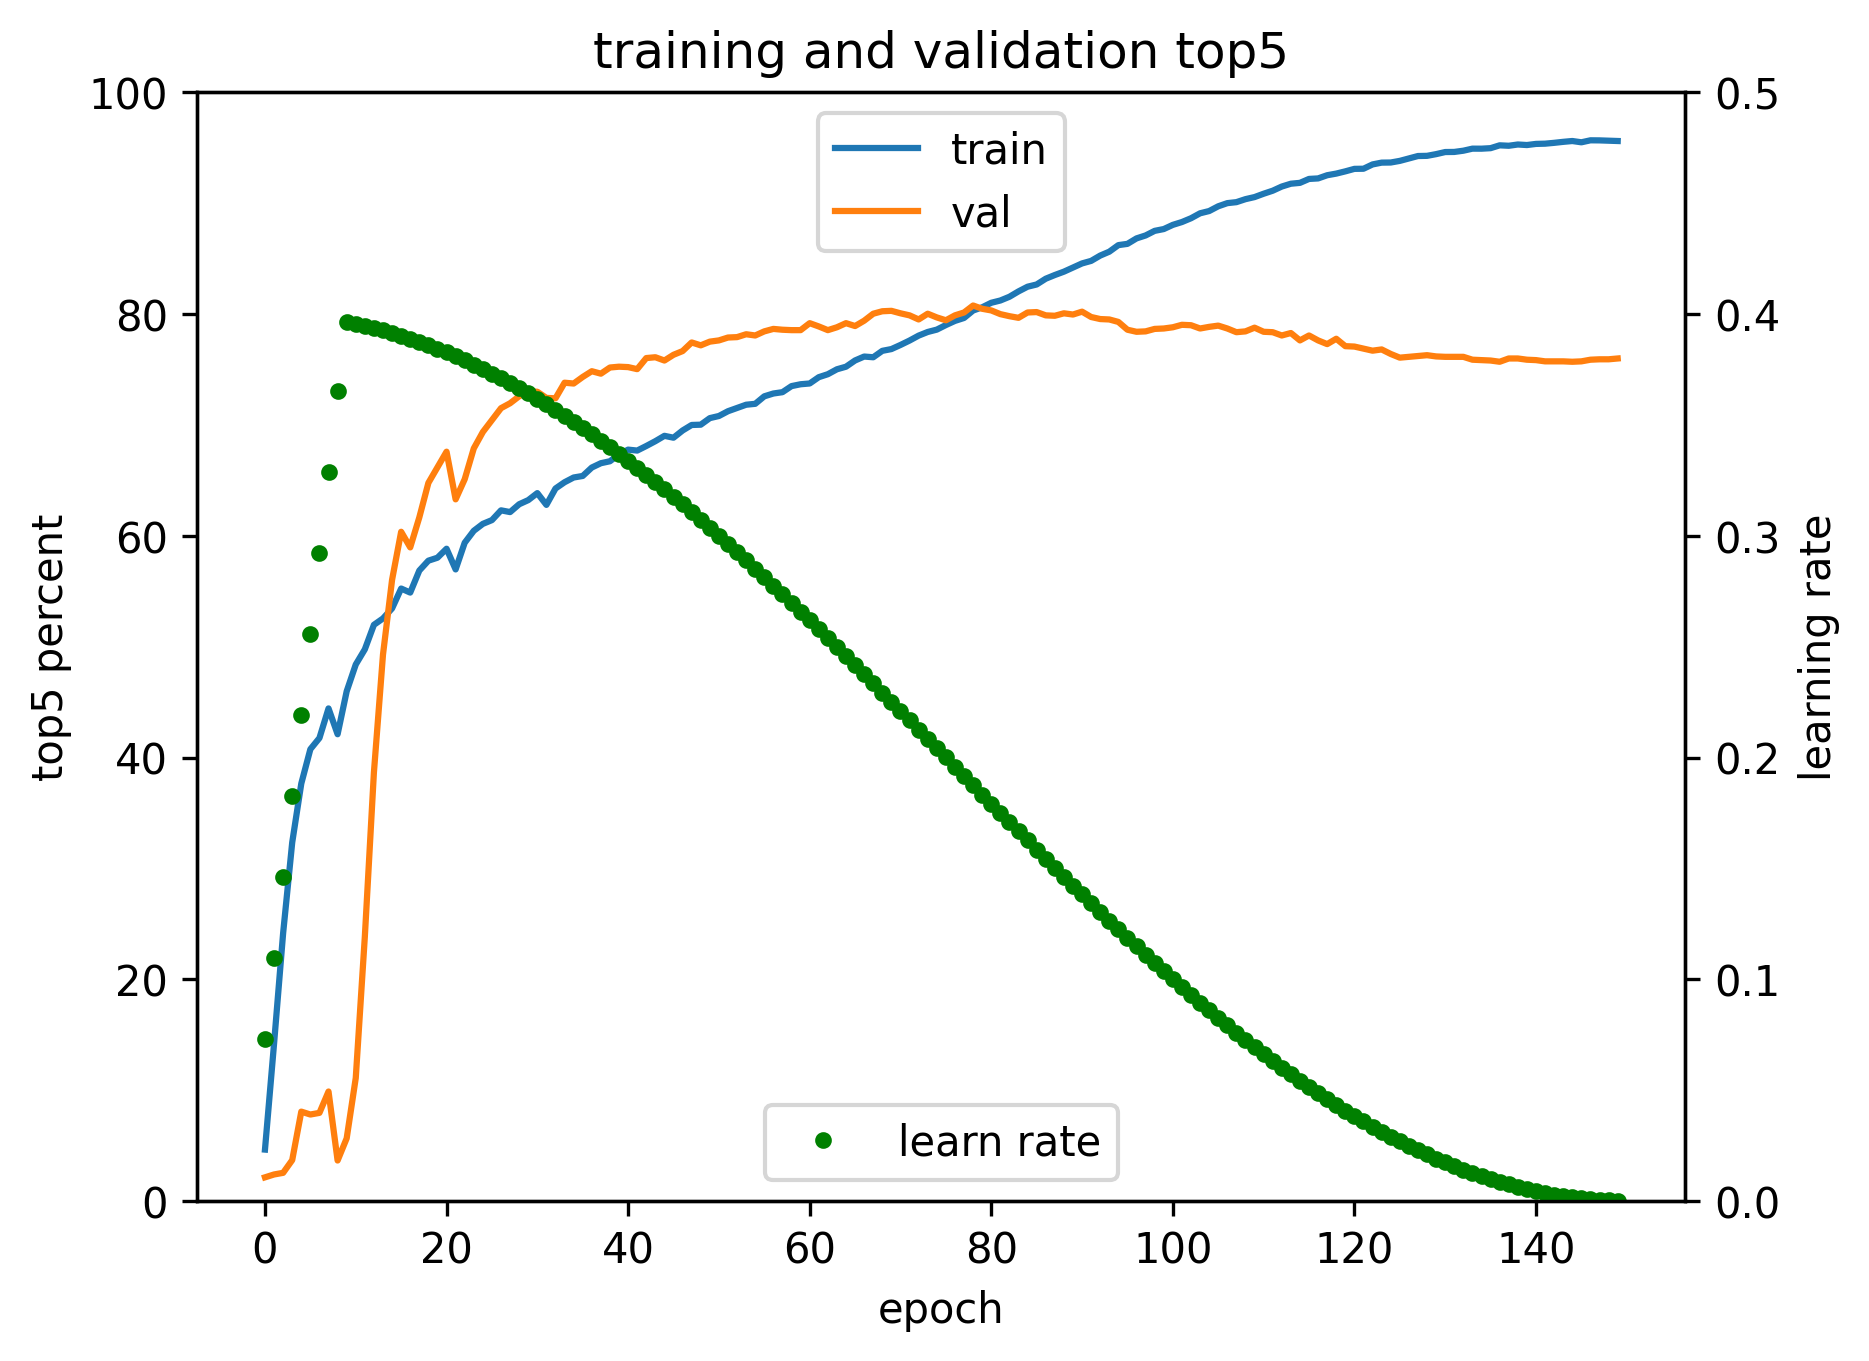 training and validation top5
train
val
learn rate
top5 percent
100
80
60
40
20
0
learning rate
0.5
0.4
0.3
0.2
0.1
0.0
0 20 40 60 80 100 120 140
epoch